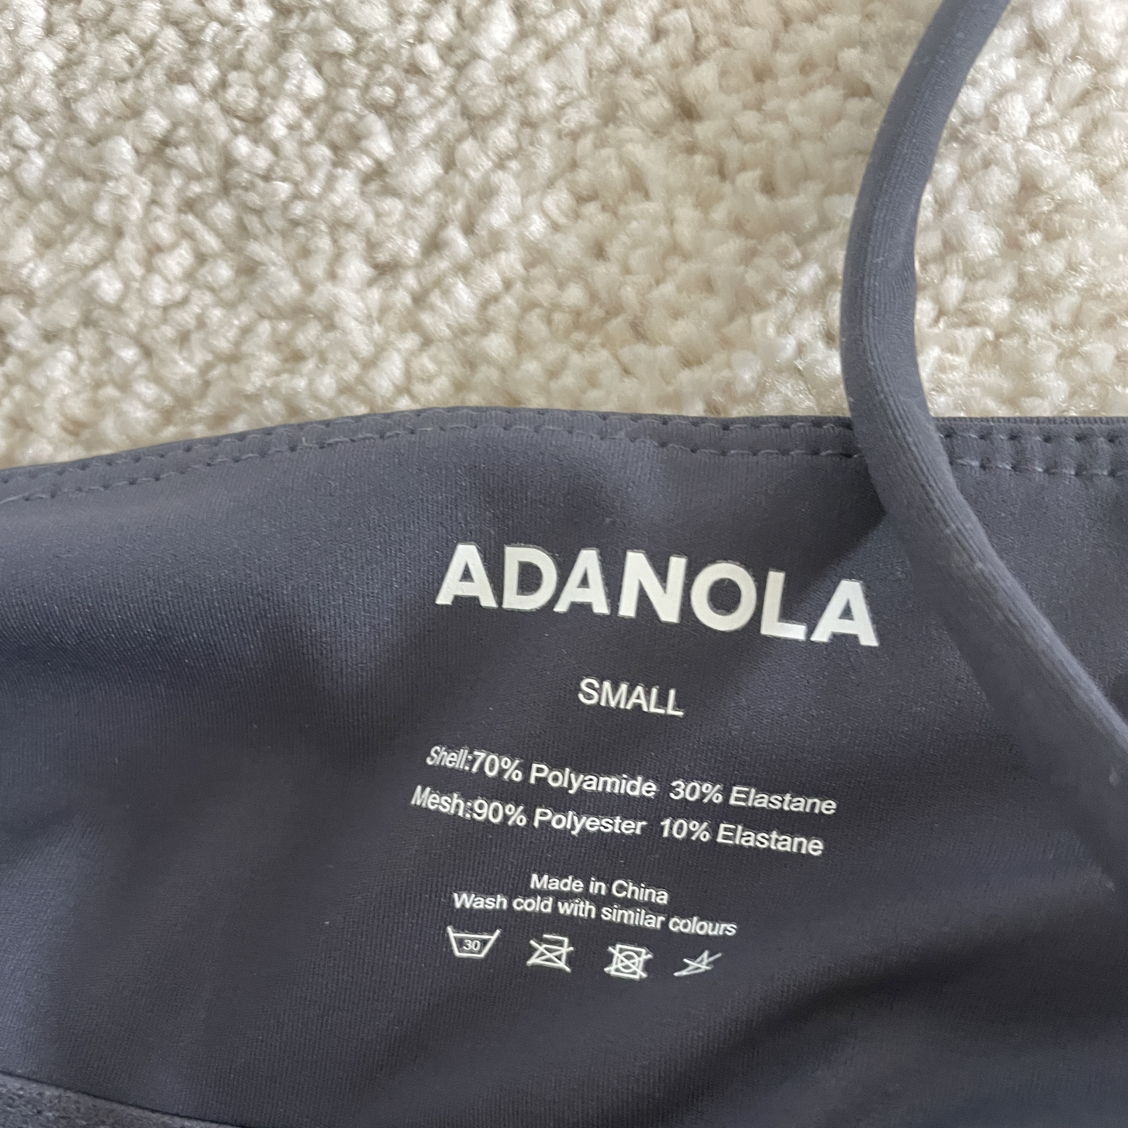 ADANOLA
SMALL
Shell:70% Polyamide 30% Elastane
Mesh:90% Polyester 10% Elastane
Made in China
Wash cold with similar colours
30